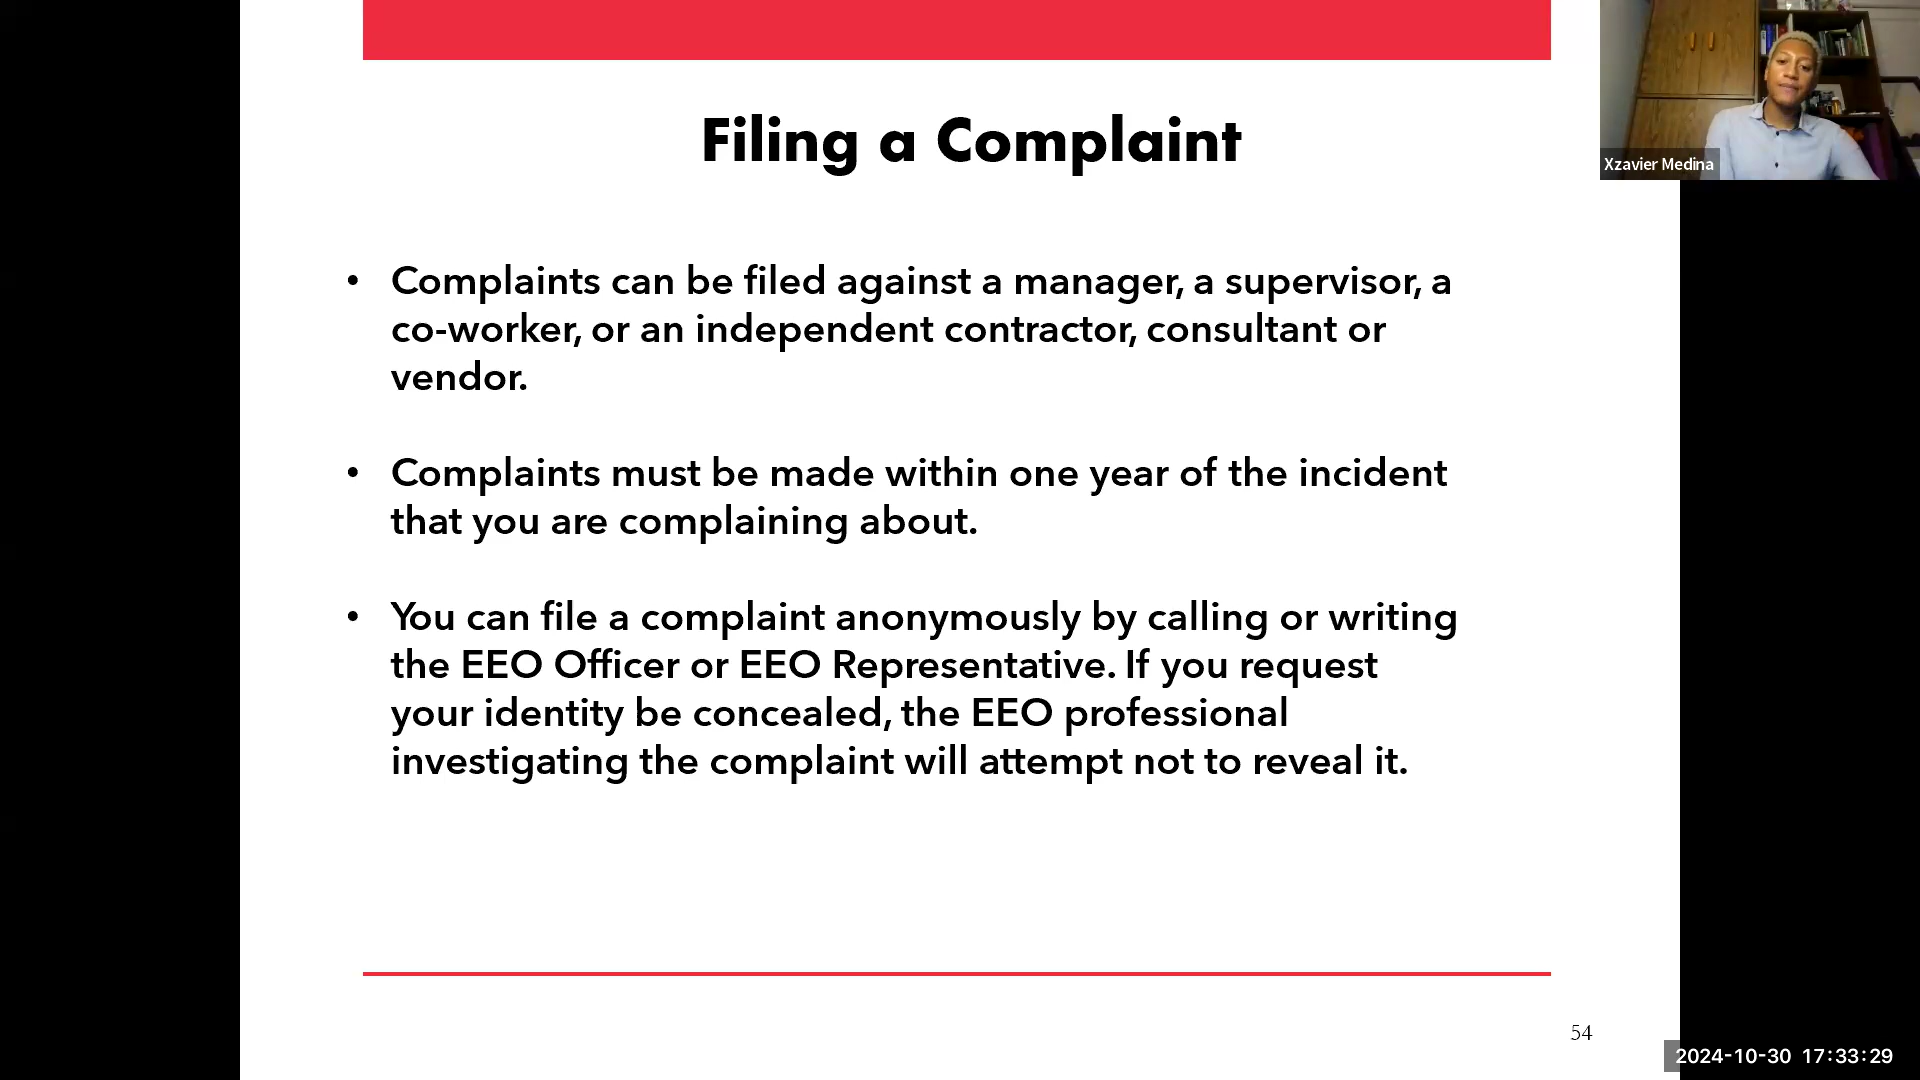 Filing a Complaint
Xzavier Medina
• Complaints can be filed against a manager, a supervisor, a
co-worker, or an independent contractor, consultant or
vendor.
• Complaints must be made within one year of the incident
that you are complaining about.
• You can file a complaint anonymously by calling or writing
the EEO Officer or EEO Representative. If you request
your identity be concealed, the EEO professional
investigating the complaint will attempt not to reveal it.
54
2024-10-30 17:33:29